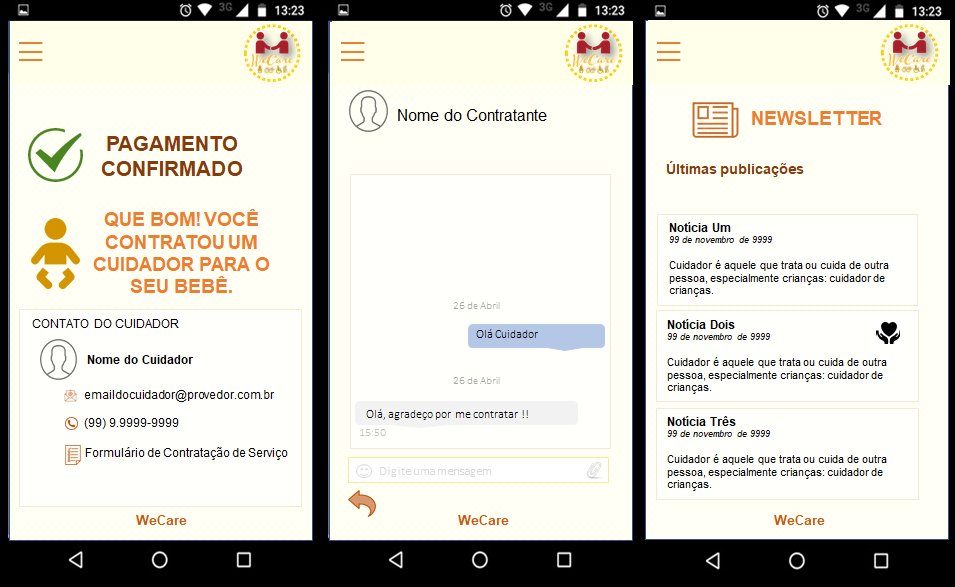 3G 13:23
WeCare
PAGAMENTO
CONFIRMADO
QUE BOM! VOCÊ
CONTRATOU UM
CUIDADOR PARA O
SEU BEBÊ.
CONTATO DO CUIDADOR
Nome do Cuidador
emaildocuidador@provedor.com.br
(99) 9.9999-9999
Formulário de Contratação de Serviço
WeCare
3G 13:23
WeCare
Nome do Contratante
26 de Abril
Olá Cuidador
26 de Abril
Olá, agradeço por me contratar !!
15:50
Digite uma mensagem
WeCare
3G 13:23
WeCare
NEWSLETTER
Últimas publicações
Notícia Um
99 de novembro de 9999
Cuidador é aquele que trata ou cuida de outra
pessoa, especialmente crianças: cuidador de
crianças.
Notícia Dois
99 de novembro de 9999
Cuidador é aquele que trata ou cuida de outra
pessoa, especialmente crianças: cuidador de
crianças.
Notícia Três
99 de novembro de 9999
Cuidador é aquele que trata ou cuida de outra
pessoa, especialmente crianças: cuidador de
crianças.
WeCare